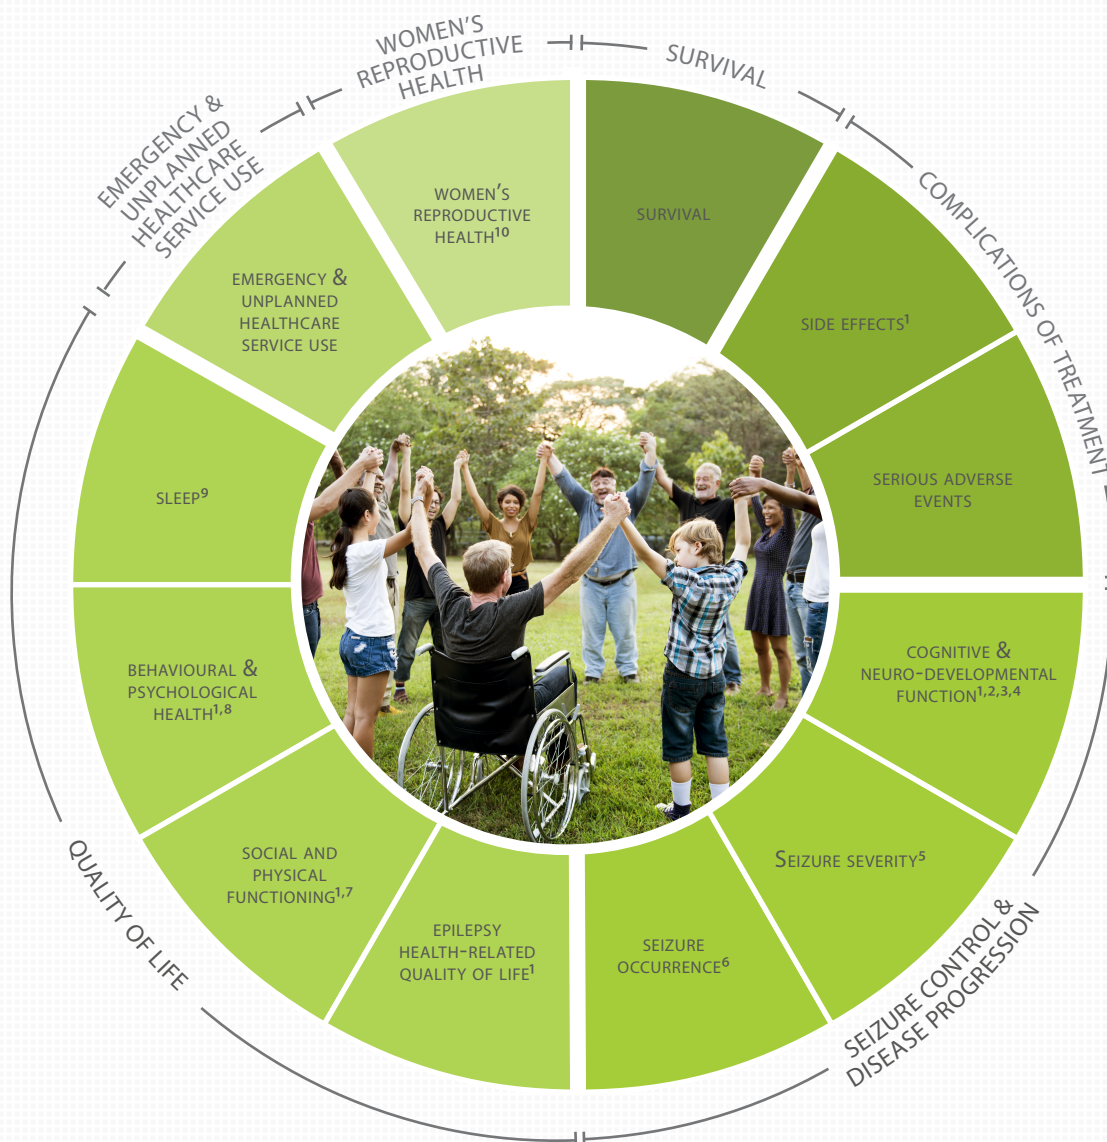 WOMEN'S
REPRODUCTIVE
HEALTH
SURVIVAL
COMPLICATIONS OF TREATMENT
SEIZURE CONTROL &
DISEASE PROGRESSION
QUALITY OF LIFE
EMERGENCY &
UNPLANNED
HEALTHCARE
SERVICE USE
SURVIVAL
SIDE EFFECTS¹
SERIOUS ADVERSE
EVENTS
COGNITIVE &
NEURO-DEVELOPMENTAL
FUNCTION¹,²,³,⁴
SEIZURE SEVERITY⁵
SEIZURE
OCCURRENCE⁶
EPILEPSY
HEALTH-RELATED
QUALITY OF LIFE¹
SOCIAL AND
PHYSICAL
FUNCTIONING¹,⁷
BEHAVIOURAL &
PSYCHOLOGICAL
HEALTH¹,⁸
SLEEP⁹
EMERGENCY &
UNPLANNED
HEALTHCARE
SERVICE USE
WOMEN'S
REPRODUCTIVE
HEALTH¹⁰